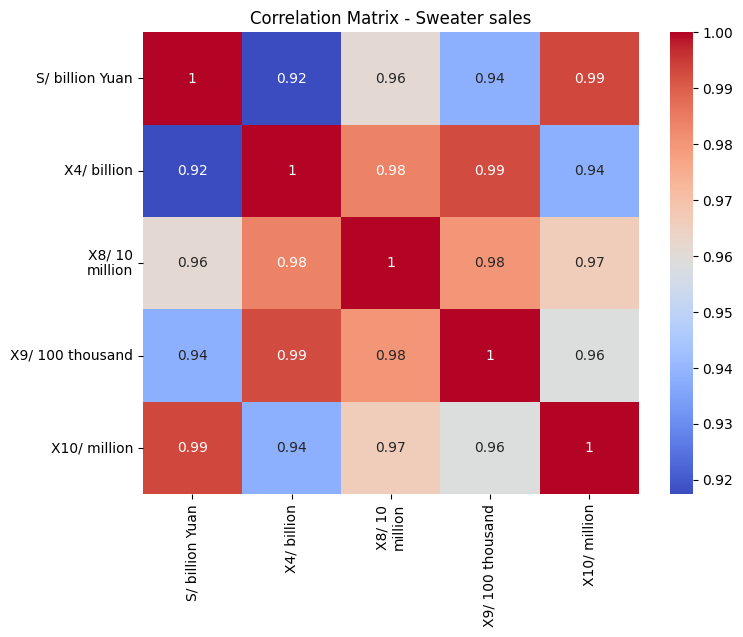 Correlation Matrix - Sweater sales
S/ billion Yuan
1
0.92
0.96
0.94
0.99
X4/ billion
0.92
1
0.98
0.99
0.94
X8/ 10
million
0.96
0.98
1
0.98
0.97
X9/ 100 thousand
0.94
0.99
0.98
1
0.96
X10/ million
0.99
0.94
0.97
0.96
1
S/ billion Yuan
X4/ billion
X8/ 10
million
X9/ 100 thousand
X10/ million
1.00
0.99
0.98
0.97
0.96
0.95
0.94
0.93
0.92